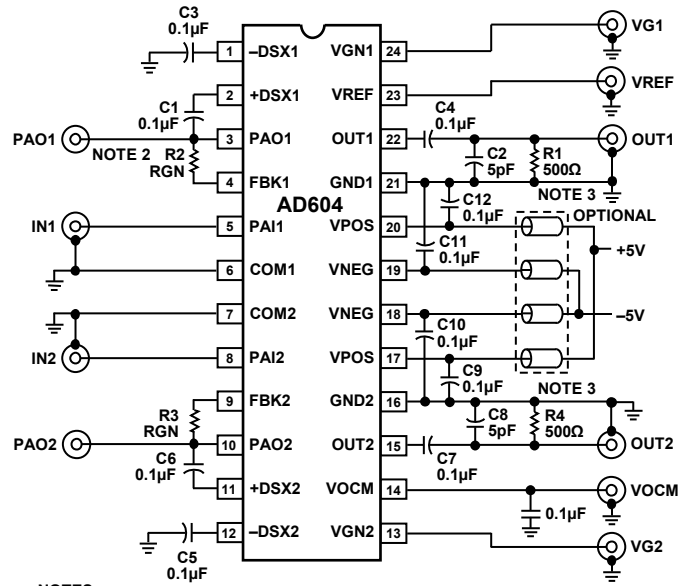 C3
0.1µF
1 –DSX1
VGN1 24
VG1
2 +DSX1
VREF 23
VREF
C1
0.1µF
C4
0.1µF
PAO1
NOTE 2
3 PAO1
OUT1 22
OUT1
R2
RGN
C2
5pF
R1
500Ω
4 FBK1
GND1 21
AD604
NOTE 3
C12
0.1µF
OPTIONAL
IN1
5 PAI1
VPOS 20
+5V
C11
0.1µF
6 COM1
VNEG 19
7 COM2
VNEG 18
–5V
C10
0.1µF
IN2
8 PAI2
VPOS 17
C9
0.1µF
NOTE 3
9 FBK2
GND2 16
R3
RGN
C8
5pF
R4
500Ω
PAO2
10 PAO2
OUT2 15
OUT2
C6
0.1µF
C7
0.1µF
11 +DSX2
VOCM 14
VOCM
0.1µF
12 –DSX2
VGN2 13
VG2
C5
0.1µF